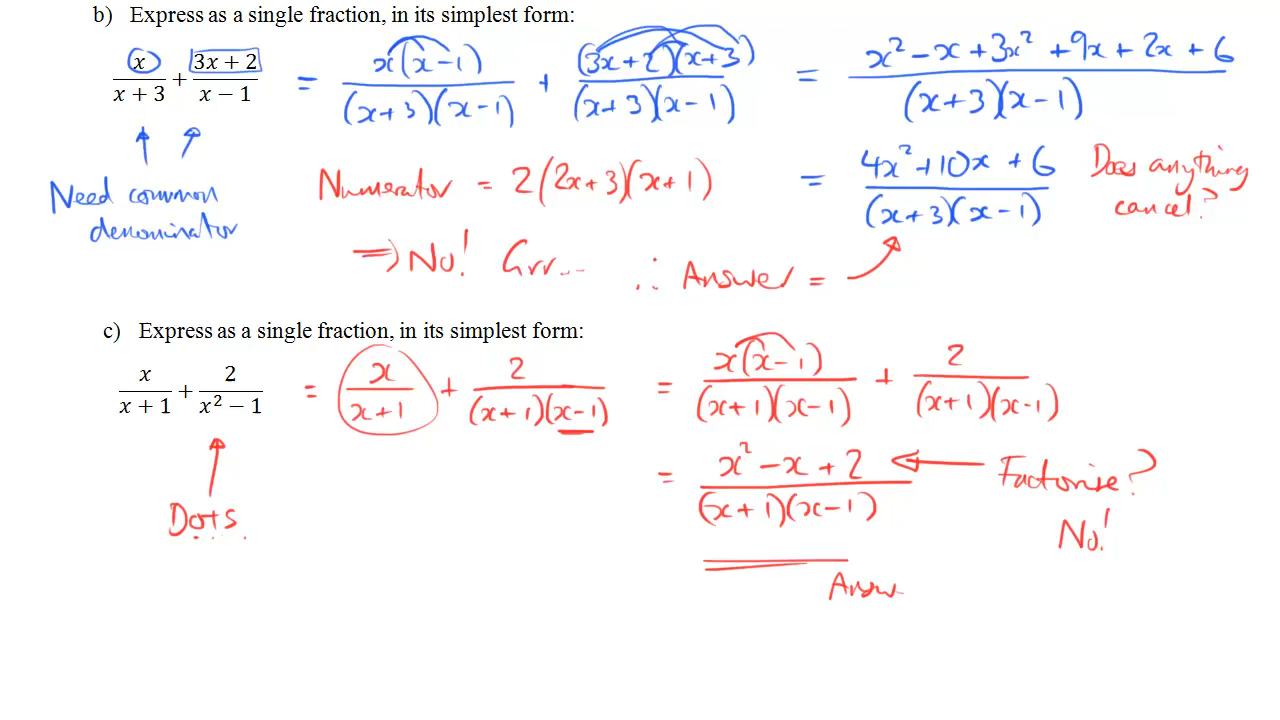 b) Express as a single fraction, in its simplest form:
x/(x + 3) + (3x + 2)/(x − 1) = x(x−1)/((x+3)(x−1)) + (3x+2)(x+3)/((x+3)(x−1)) = (x² − x + 3x² + 9x + 2x + 6)/((x+3)(x−1))
Need common
denominator
Numerator = 2(2x+3)(x+1)
= (4x² + 10x + 6)/((x+3)(x−1))
Does anything
cancel?
⇒ No! Grr...
∴ Answer =
c) Express as a single fraction, in its simplest form:
x/(x + 1) + 2/(x² − 1) = x/(x+1) + 2/((x+1)(x−1)) = x(x−1)/((x+1)(x−1)) + 2/((x+1)(x−1))
Dots
= (x² − x + 2)/((x+1)(x−1))
Factorise?
No!
Answ